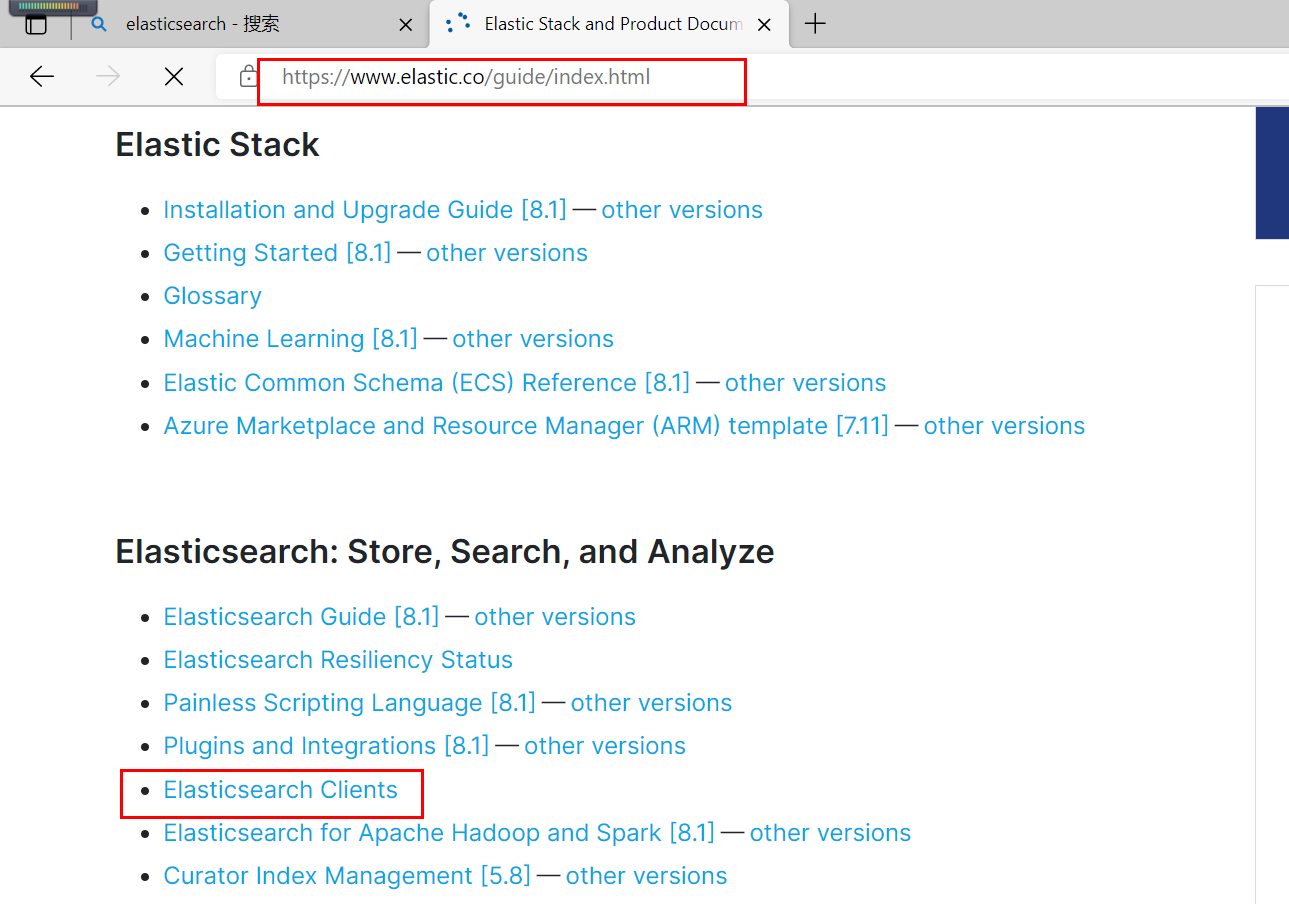 elasticsearch - 搜索
Elastic Stack and Product Docum
https://www.elastic.co/guide/index.html
Elastic Stack
Installation and Upgrade Guide [8.1] — other versions
Getting Started [8.1] — other versions
Glossary
Machine Learning [8.1] — other versions
Elastic Common Schema (ECS) Reference [8.1] — other versions
Azure Marketplace and Resource Manager (ARM) template [7.11] — other versions
Elasticsearch: Store, Search, and Analyze
Elasticsearch Guide [8.1] — other versions
Elasticsearch Resiliency Status
Painless Scripting Language [8.1] — other versions
Plugins and Integrations [8.1] — other versions
Elasticsearch Clients
Elasticsearch for Apache Hadoop and Spark [8.1] — other versions
Curator Index Management [5.8] — other versions